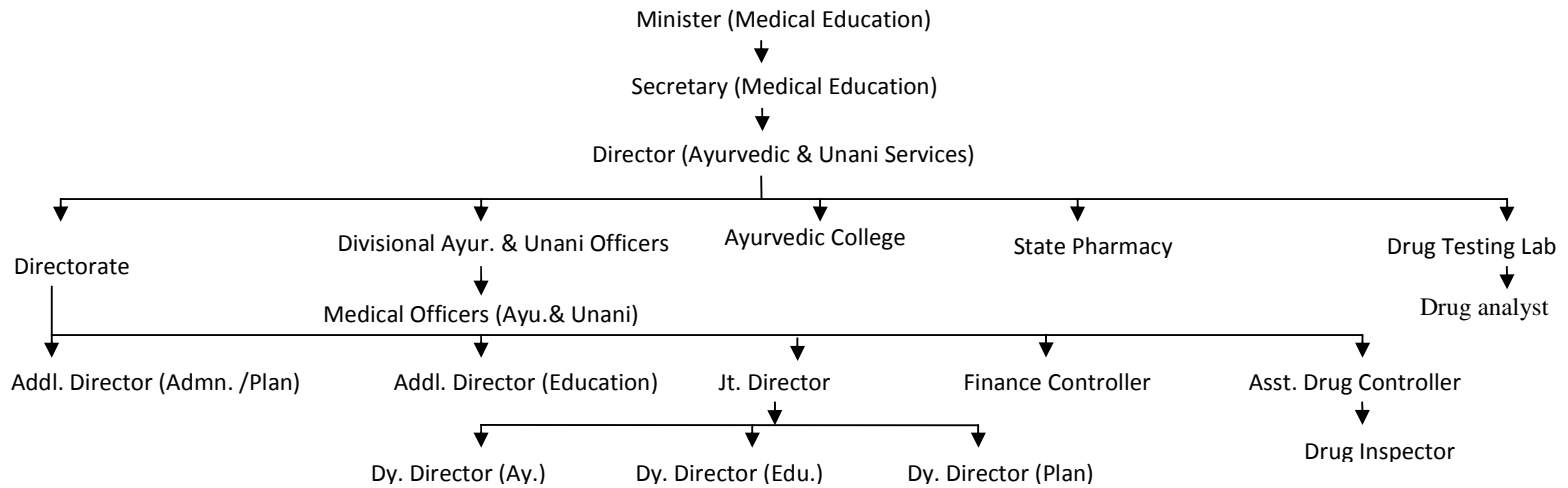 Minister (Medical Education)
Secretary (Medical Education)
Director (Ayurvedic & Unani Services)
Directorate
Divisional Ayur. & Unani Officers
Ayurvedic College
State Pharmacy
Drug Testing Lab
Medical Officers (Ayu.& Unani)
Drug analyst
Addl. Director (Admn. /Plan)
Addl. Director (Education)
Jt. Director
Finance Controller
Asst. Drug Controller
Drug Inspector
Dy. Director (Ay.)
Dy. Director (Edu.)
Dy. Director (Plan)